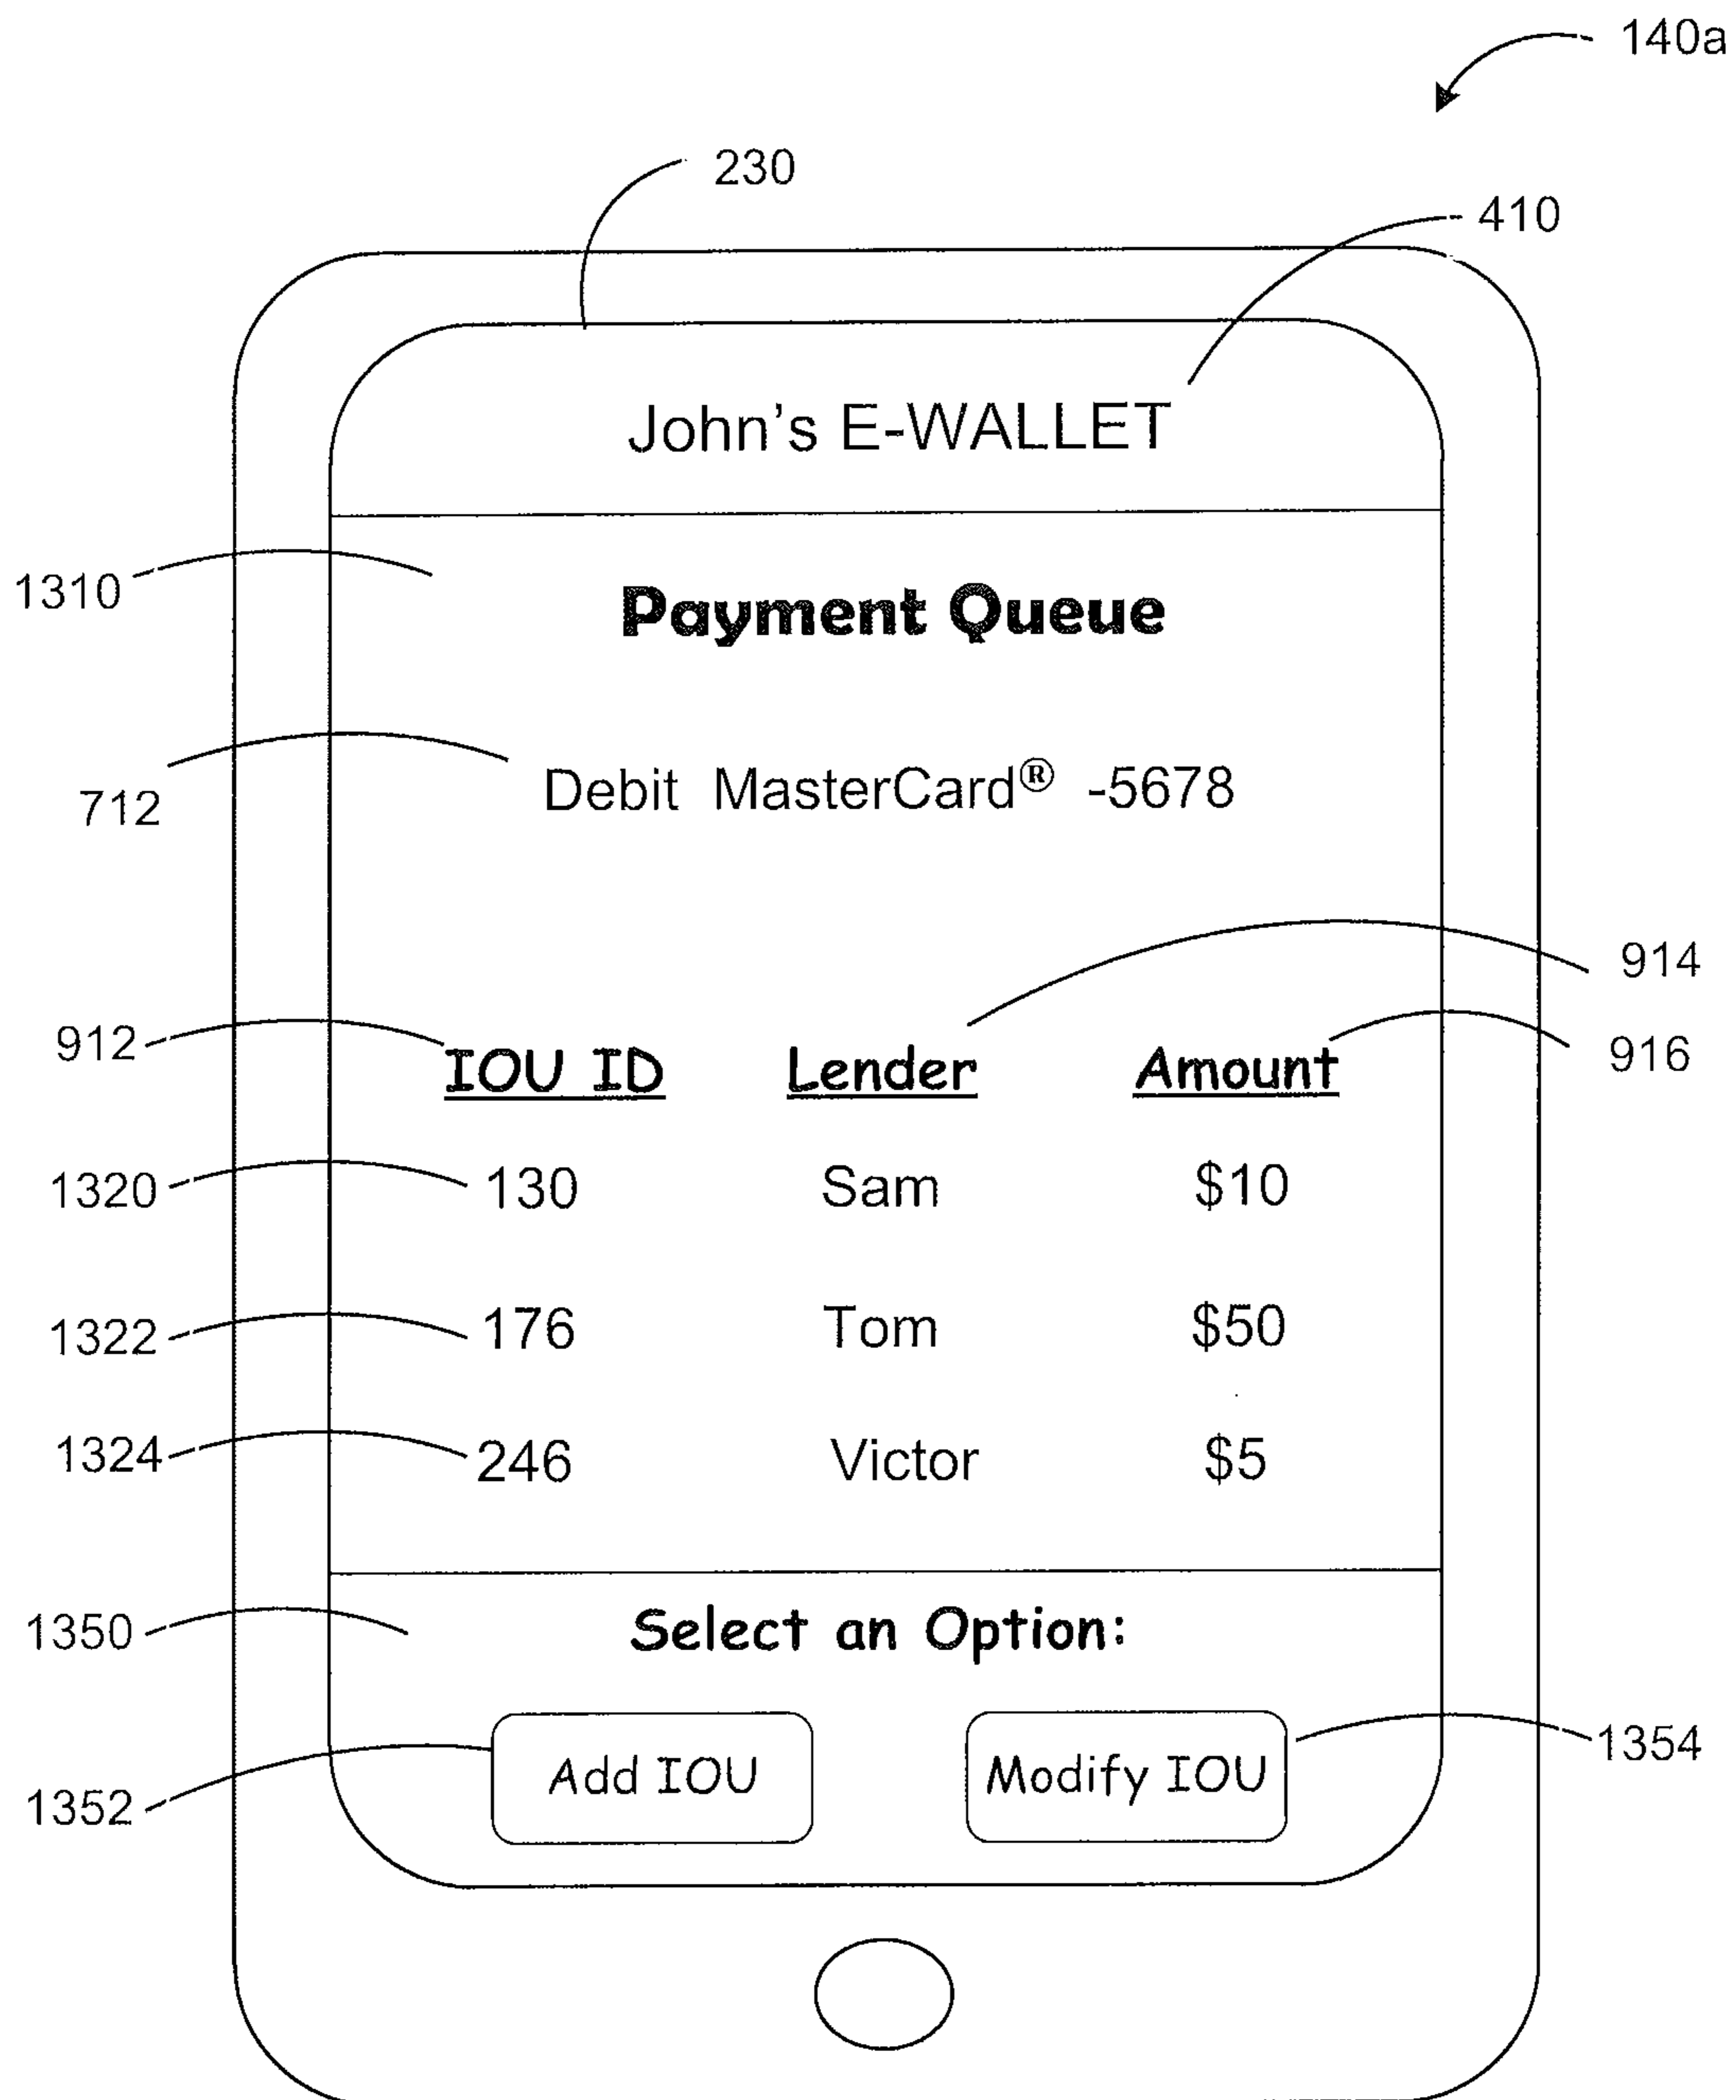 140a
230
410
John's E-WALLET
1310
Payment Queue
712
Debit MasterCard® -5678
914
912
916
IOU ID Lender Amount
1320 130 Sam $10
1322 176 Tom $50
1324 246 Victor $5
1350 Select an Option:
1354
Add IOU Modify IOU
1352